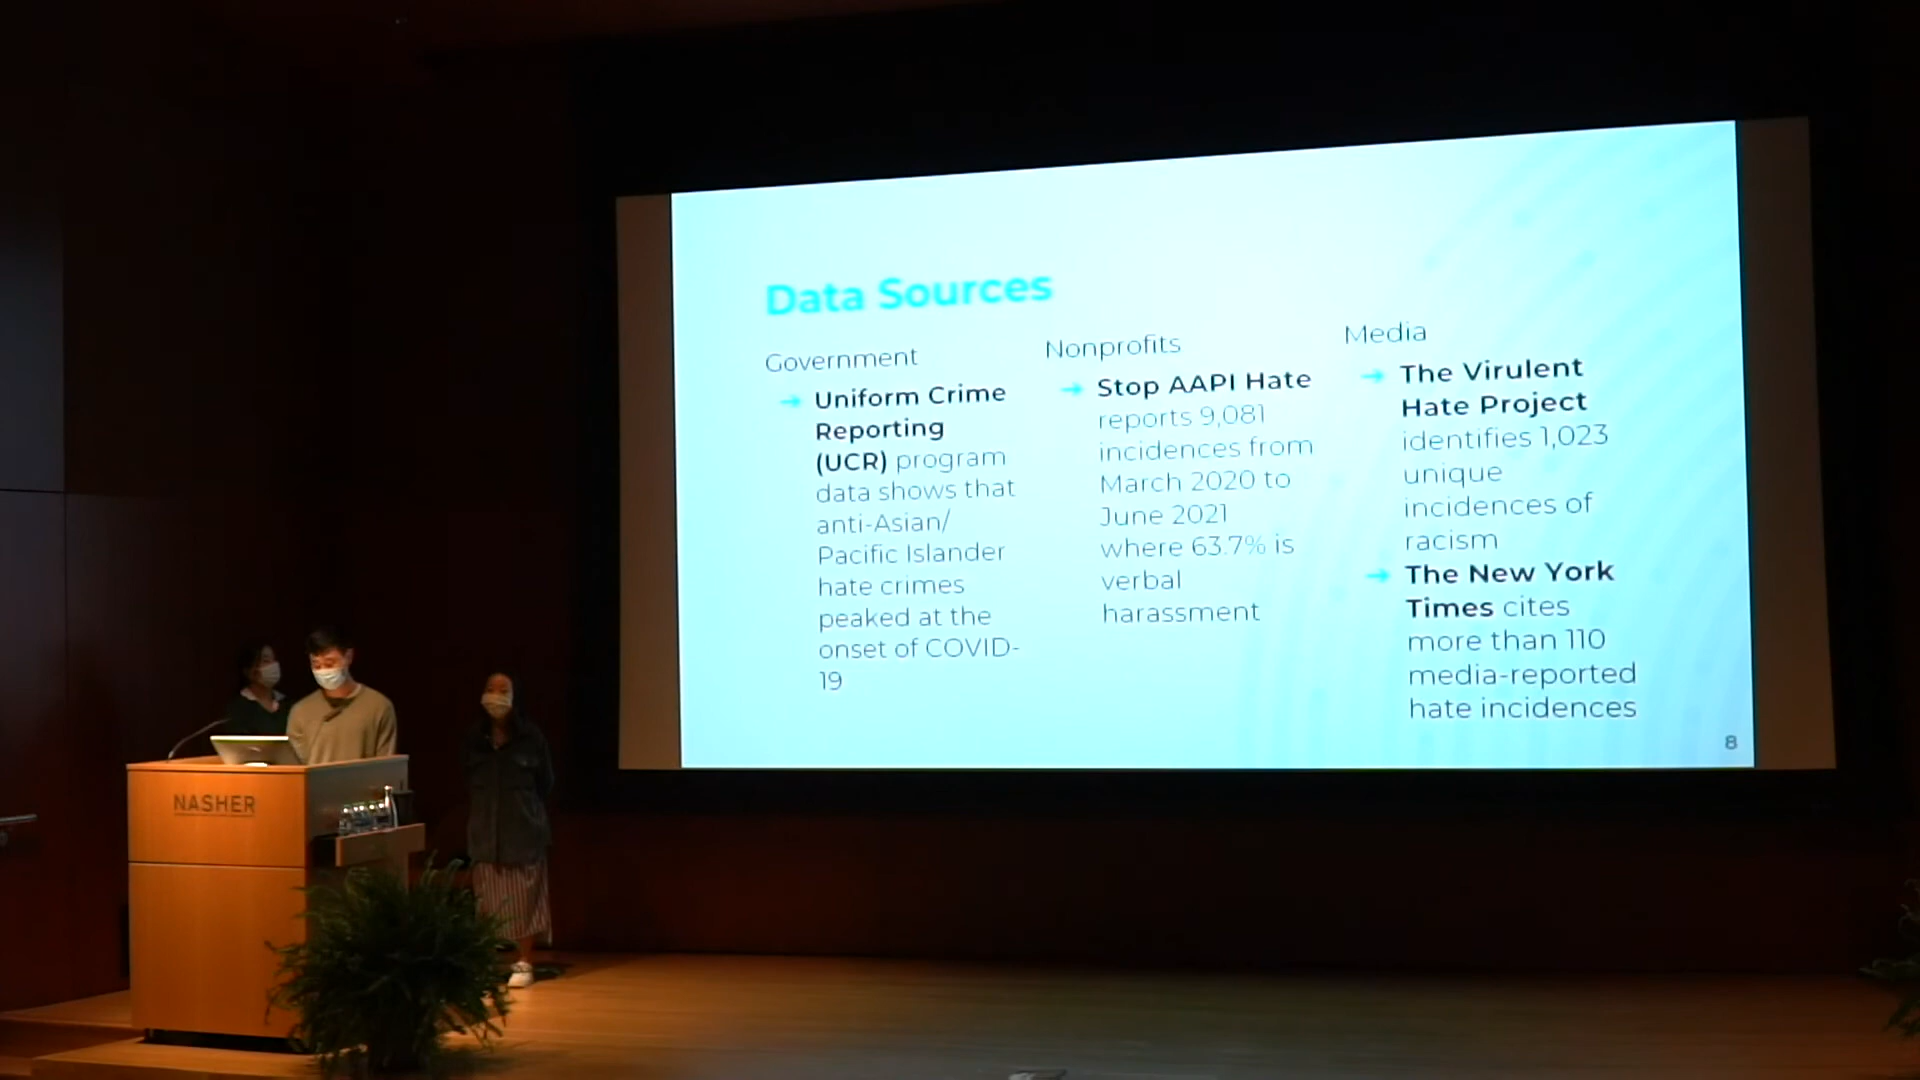 Data Sources
Government
→ Uniform Crime
Reporting
(UCR) program
data shows that
anti-Asian/
Pacific Islander
hate crimes
peaked at the
onset of COVID-
19
Nonprofits
→ Stop AAPI Hate
reports 9,081
incidences from
March 2020 to
June 2021
where 63.7% is
verbal
harassment
Media
→ The Virulent
Hate Project
identifies 1,023
unique
incidences of
racism
→ The New York
Times cites
more than 110
media-reported
hate incidences
8
NASHER